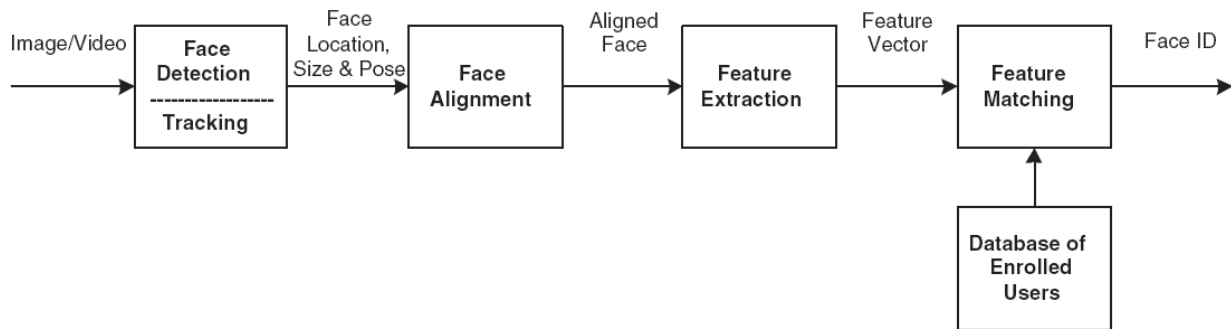 Image/Video
Face
Detection
-------------------
Tracking
Face
Location,
Size & Pose
Face
Alignment
Aligned
Face
Feature
Extraction
Feature
Vector
Feature
Matching
Face ID
Database of
Enrolled
Users